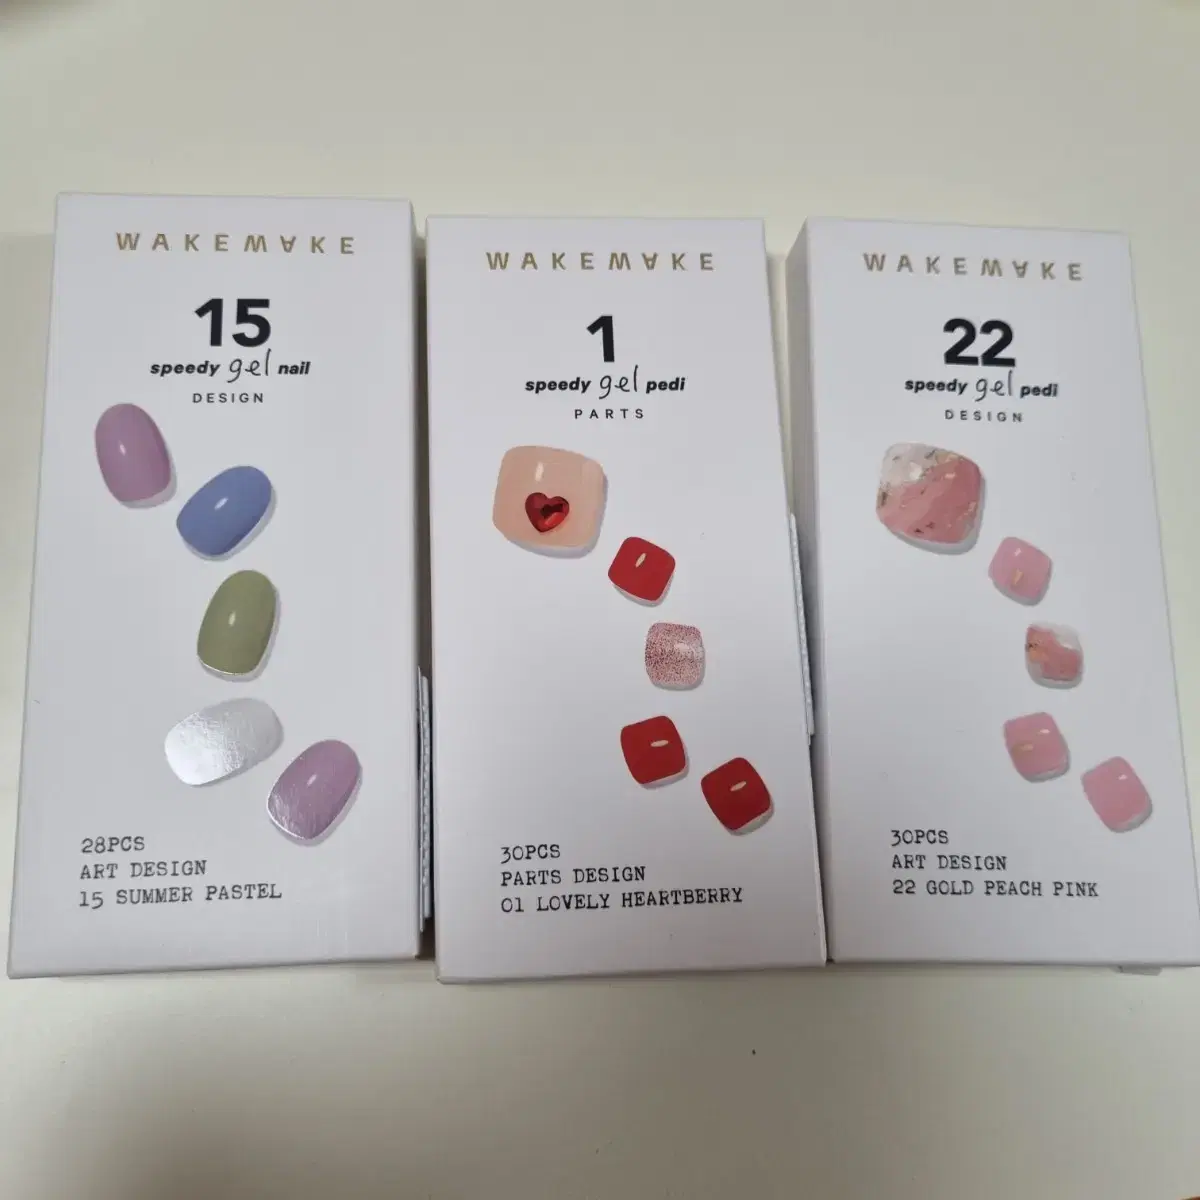 WAKEMAKE
15
speedy gel nail
DESIGN
28PCS
ART DESIGN
15 SUMMER PASTEL
WAKEMAKE
1
speedy gel pedi
PARTS
30PCS
PARTS DESIGN
01 LOVELY HEARTBERRY
WAKEMAKE
22
speedy gel pedi
DESIGN
30PCS
ART DESIGN
22 GOLD PEACH PINK